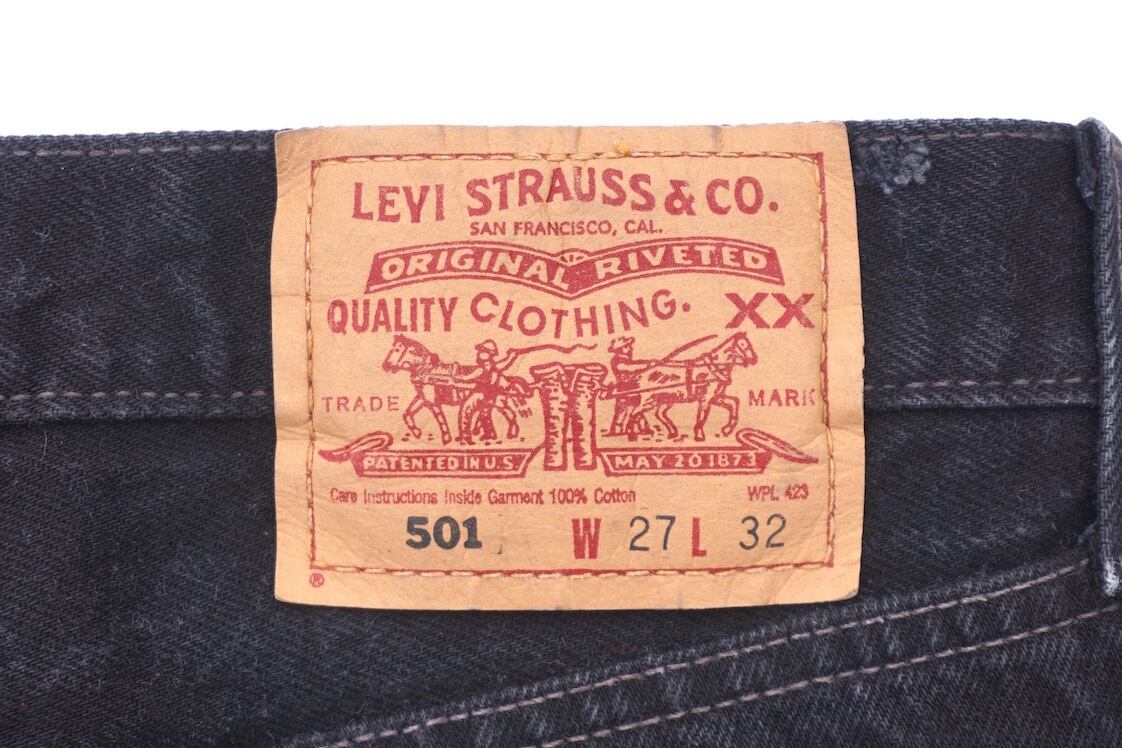 LEVI STRAUSS & CO.
SAN FRANCISCO, CAL.
ORIGINAL RIVETED
QUALITY CLOTHING. XX
TRADE MARK
PATENTED IN U.S. MAY 20 1873
Care Instructions Inside Garment 100% Cotton WPL 423
501 W 27 L 32
®